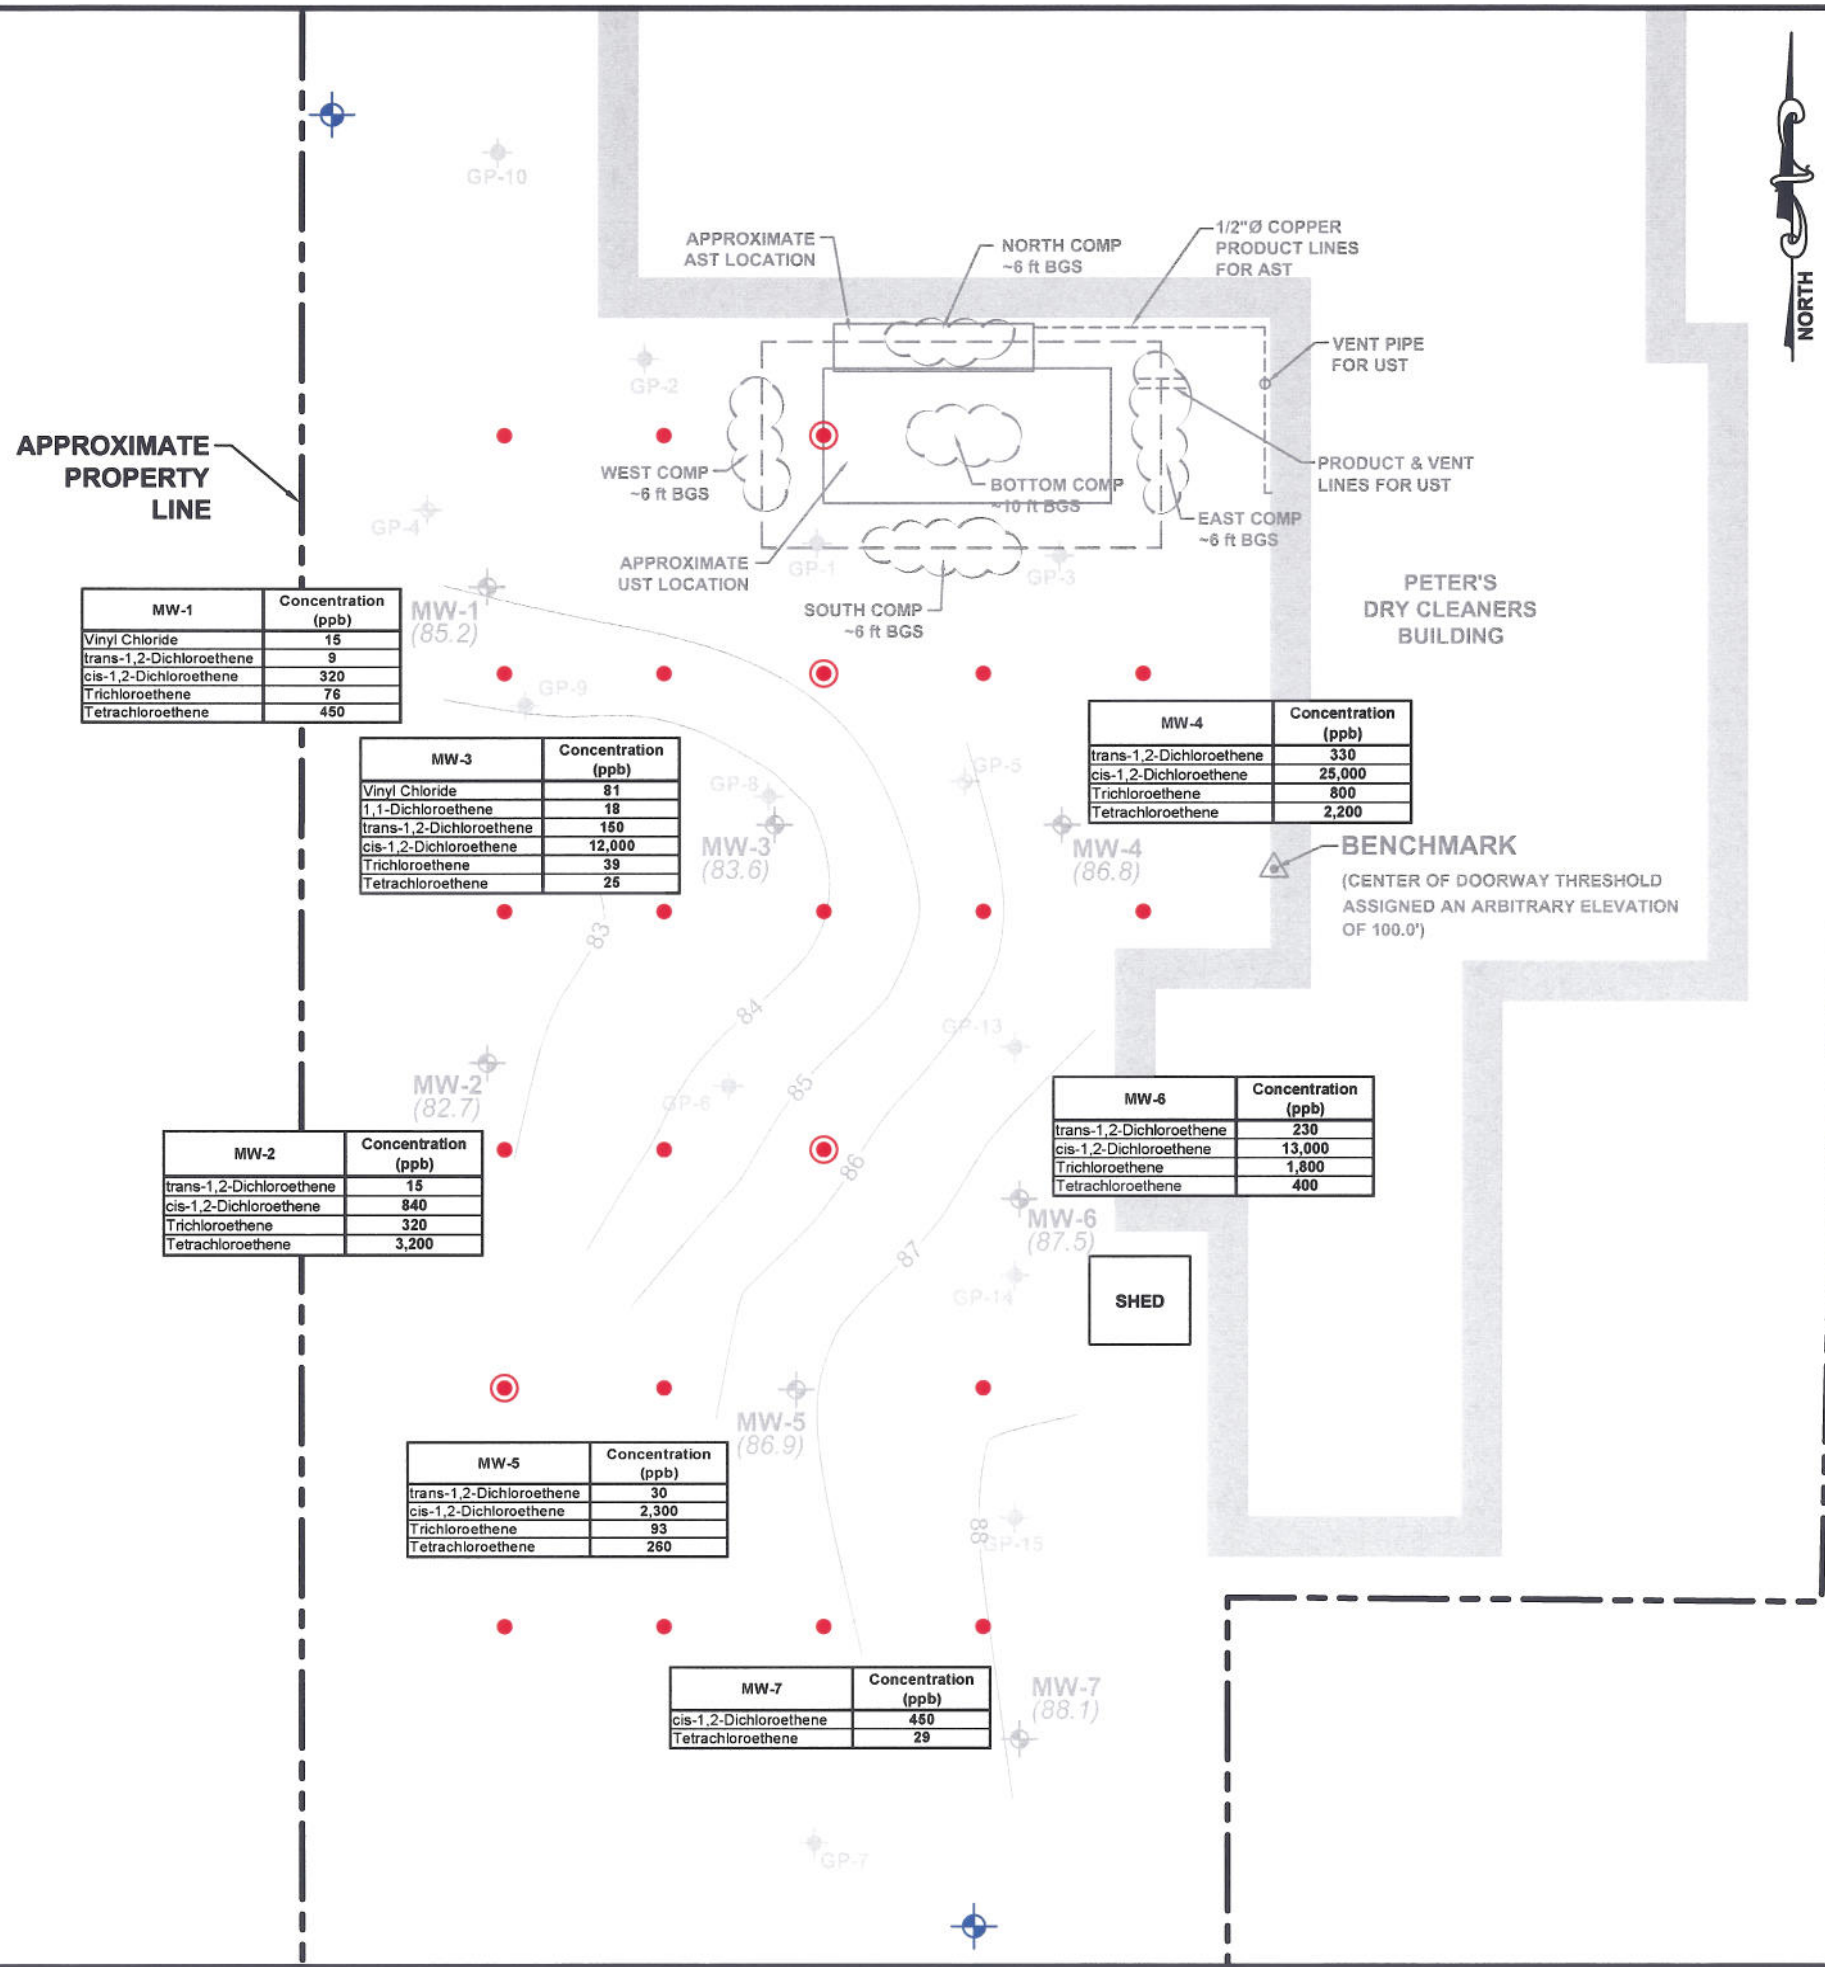 GP-10
NORTH
APPROXIMATE
AST LOCATION
NORTH COMP
~6 ft BGS
1/2"Ø COPPER
PRODUCT LINES
FOR AST
VENT PIPE
FOR UST
GP-2
APPROXIMATE
PROPERTY
LINE
WEST COMP
~6 ft BGS
BOTTOM COMP
~10 ft BGS
PRODUCT & VENT
LINES FOR UST
EAST COMP
~6 ft BGS
GP-4
APPROXIMATE
UST LOCATION
GP-1
GP-3
SOUTH COMP
~6 ft BGS
PETER'S
DRY CLEANERS
BUILDING
MW-1 Concentration (ppb)
Vinyl Chloride 15
trans-1,2-Dichloroethene 9
cis-1,2-Dichloroethene 320
Trichloroethene 76
Tetrachloroethene 450
MW-1
(85.2)
GP-9
MW-3 Concentration (ppb)
Vinyl Chloride 81
1,1-Dichloroethene 18
trans-1,2-Dichloroethene 150
cis-1,2-Dichloroethene 12,000
Trichloroethene 39
Tetrachloroethene 25
GP-8
MW-3
(83.6)
GP-5
MW-4
(86.8)
MW-4 Concentration (ppb)
trans-1,2-Dichloroethene 330
cis-1,2-Dichloroethene 25,000
Trichloroethene 800
Tetrachloroethene 2,200
BENCHMARK
(CENTER OF DOORWAY THRESHOLD
ASSIGNED AN ARBITRARY ELEVATION
OF 100.0')
83
84
85
86
87
88
GP-13
MW-2
(82.7)
GP-6
MW-2 Concentration (ppb)
trans-1,2-Dichloroethene 15
cis-1,2-Dichloroethene 840
Trichloroethene 320
Tetrachloroethene 3,200
MW-6 Concentration (ppb)
trans-1,2-Dichloroethene 230
cis-1,2-Dichloroethene 13,000
Trichloroethene 1,800
Tetrachloroethene 400
MW-6
(87.5)
GP-14
SHED
MW-5
(86.9)
MW-5 Concentration (ppb)
trans-1,2-Dichloroethene 30
cis-1,2-Dichloroethene 2,300
Trichloroethene 93
Tetrachloroethene 260
GP-15
MW-7 Concentration (ppb)
cis-1,2-Dichloroethene 450
Tetrachloroethene 29
MW-7
(88.1)
GP-7